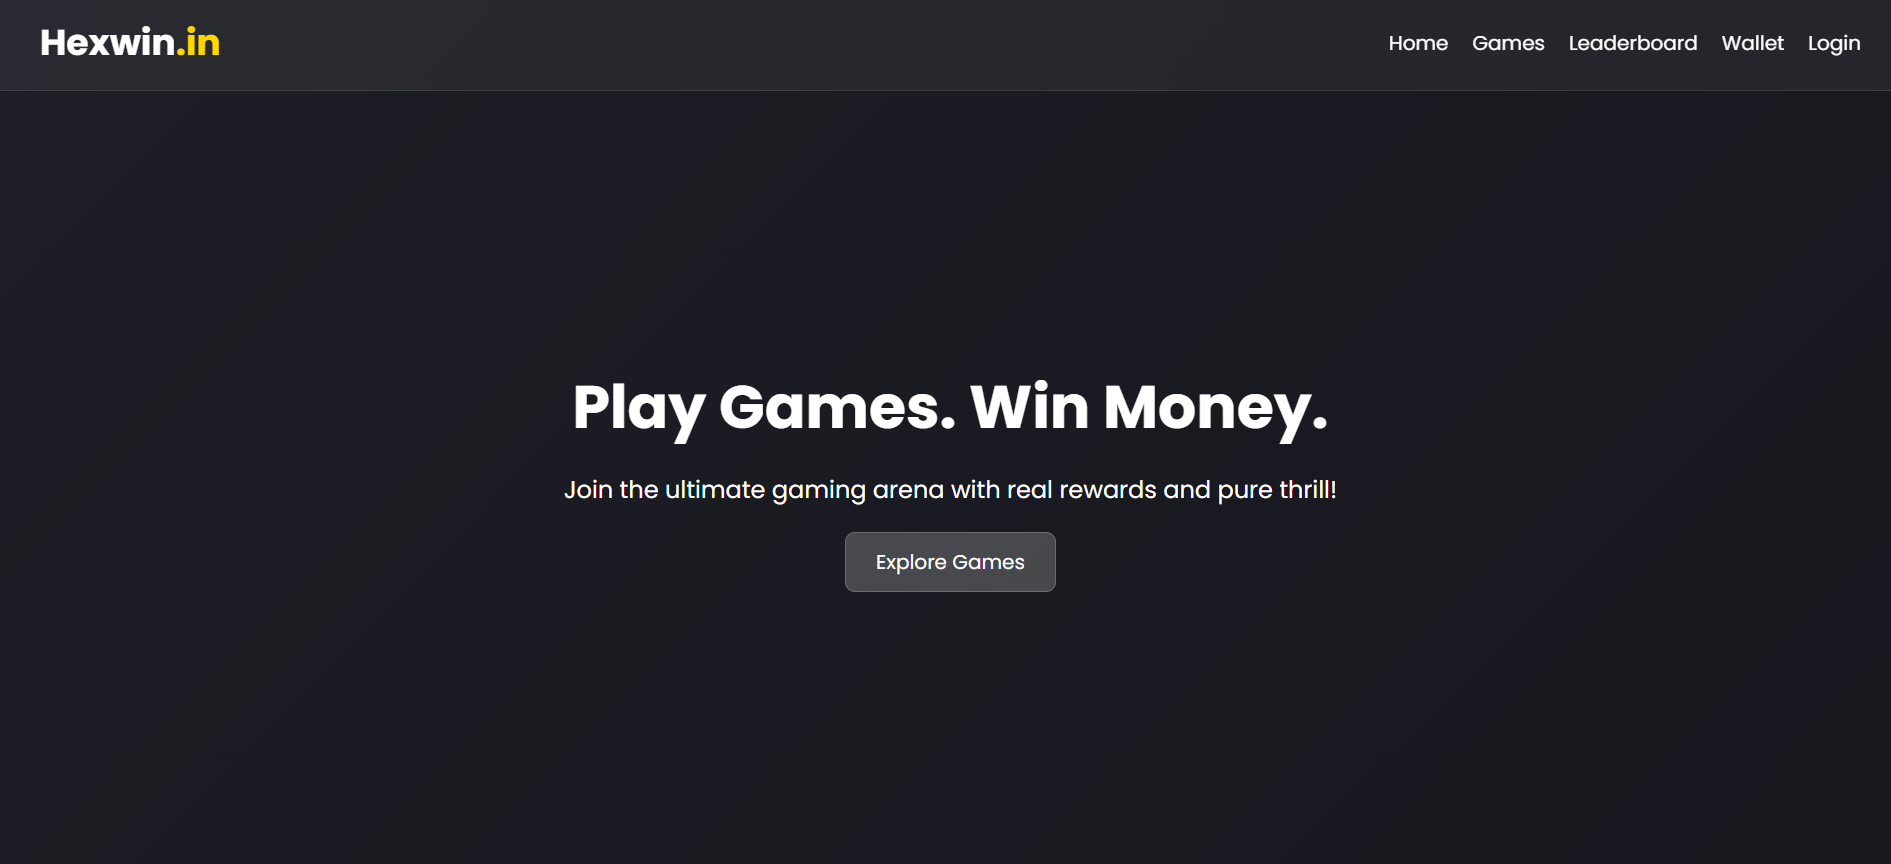 Hexwin.in
Home Games Leaderboard Wallet Login
Play Games. Win Money.
Join the ultimate gaming arena with real rewards and pure thrill!
Explore Games